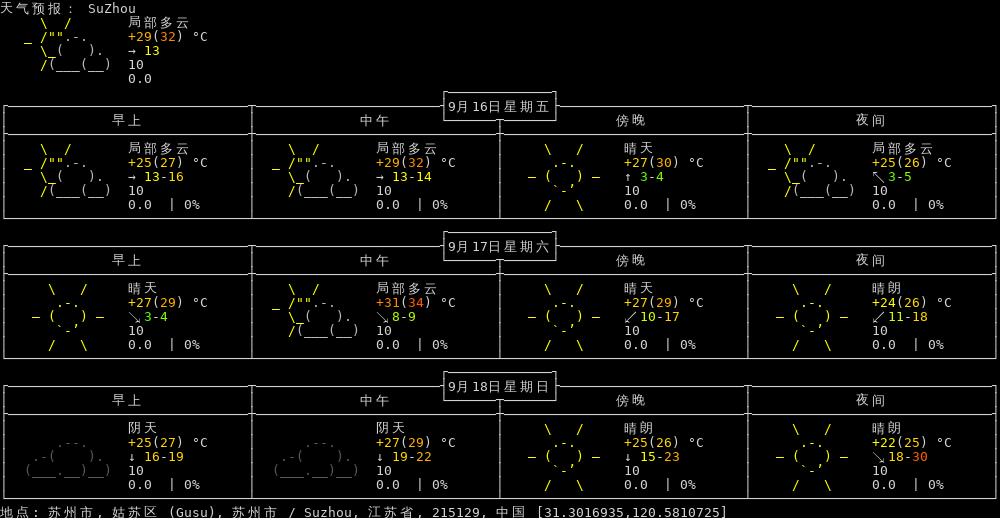 天气预报： SuZhou
局部多云
+29(32) °C
→ 13
10
0.0
9月16日星期五
早上 中午 傍晚 夜间
局部多云 局部多云 晴天 局部多云
+25(27) °C +29(32) °C +27(30) °C +25(26) °C
→ 13-16 → 13-14 ↑ 3-4 ↖ 3-5
10 10 10 10
0.0 | 0% 0.0 | 0% 0.0 | 0% 0.0 | 0%
9月17日星期六
早上 中午 傍晚 夜间
晴天 局部多云 晴天 晴朗
+27(29) °C +31(34) °C +27(29) °C +24(26) °C
↘ 3-4 ↘ 8-9 ↙ 10-17 ↙ 11-18
10 10 10 10
0.0 | 0% 0.0 | 0% 0.0 | 0% 0.0 | 0%
9月18日星期日
早上 中午 傍晚 夜间
阴天 阴天 晴朗 晴朗
+25(27) °C +27(29) °C +25(26) °C +22(25) °C
↓ 16-19 ↓ 19-22 ↓ 15-23 ↘ 18-30
10 10 10 10
0.0 | 0% 0.0 | 0% 0.0 | 0% 0.0 | 0%
地点: 苏州市, 姑苏区 (Gusu), 苏州市 / Suzhou, 江苏省, 215129, 中国 [31.3016935,120.5810725]